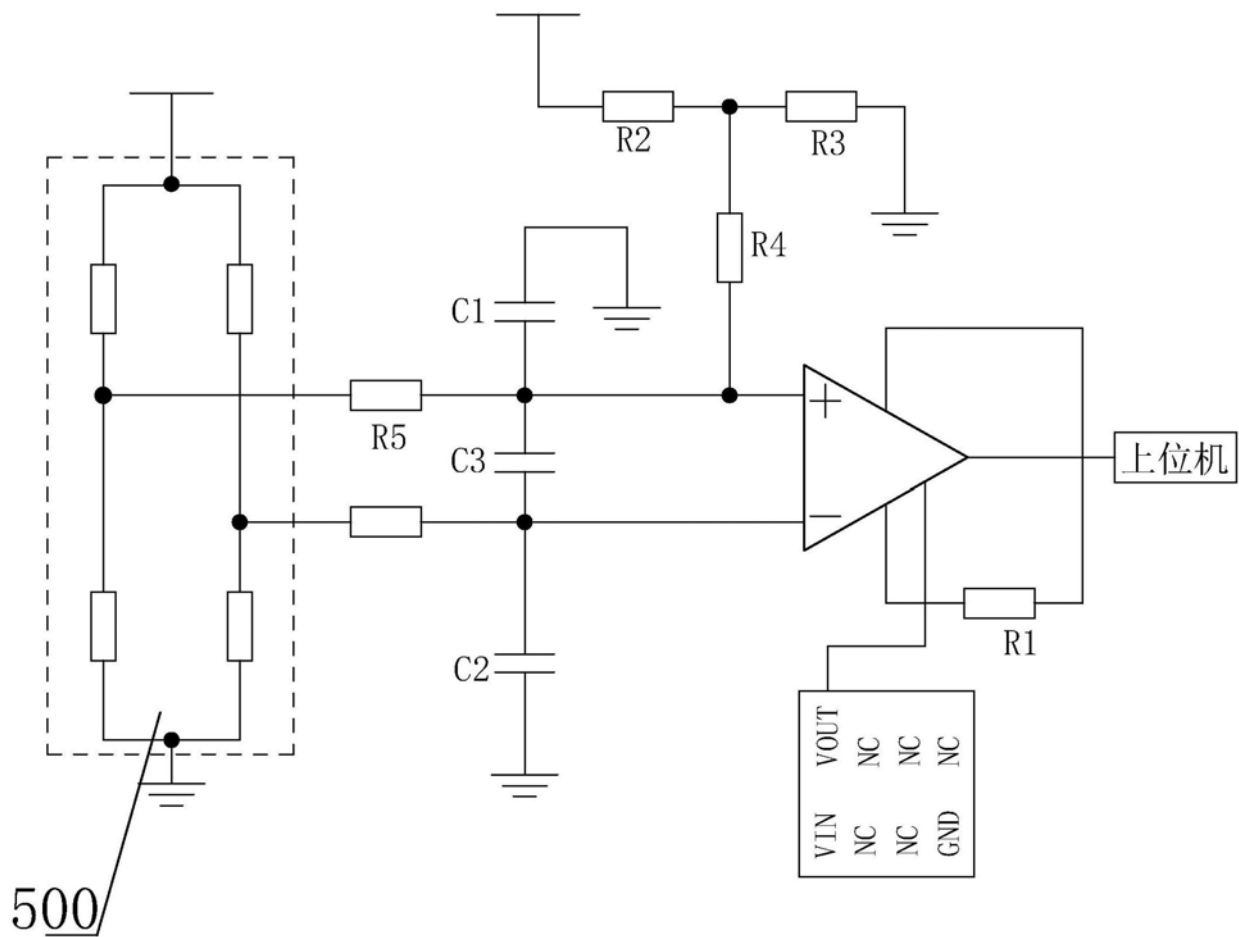 R2
R3
R4
C1
+
R5
C3
上位机
−
R1
C2
VOUT NC NC NC
VIN NC NC GND
500